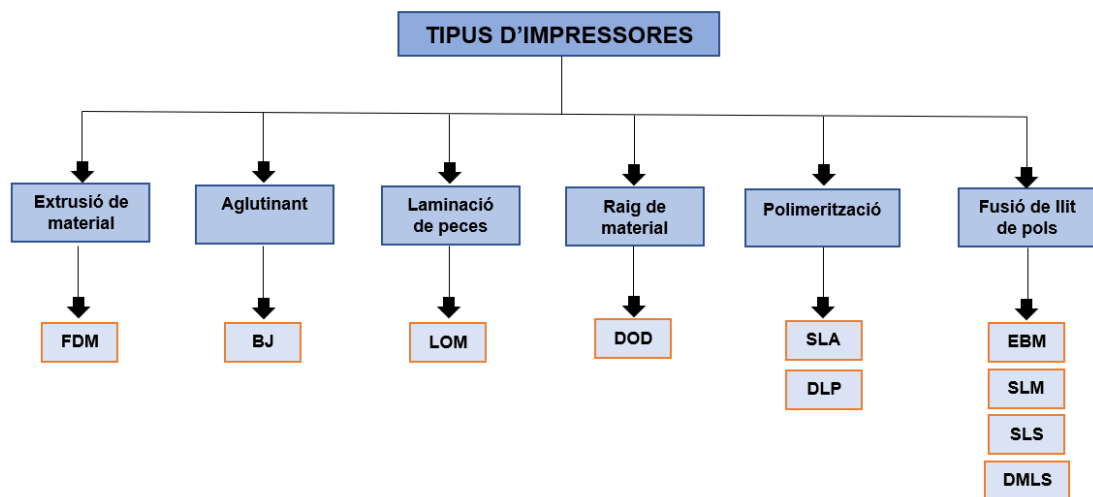 TIPUS D'IMPRESSORES
Extrusió de
material
Aglutinant
Laminació
de peces
Raig de
material
Polimerització
Fusió de llit
de pols
FDM
BJ
LOM
DOD
SLA
EBM
DLP
SLM
SLS
DMLS